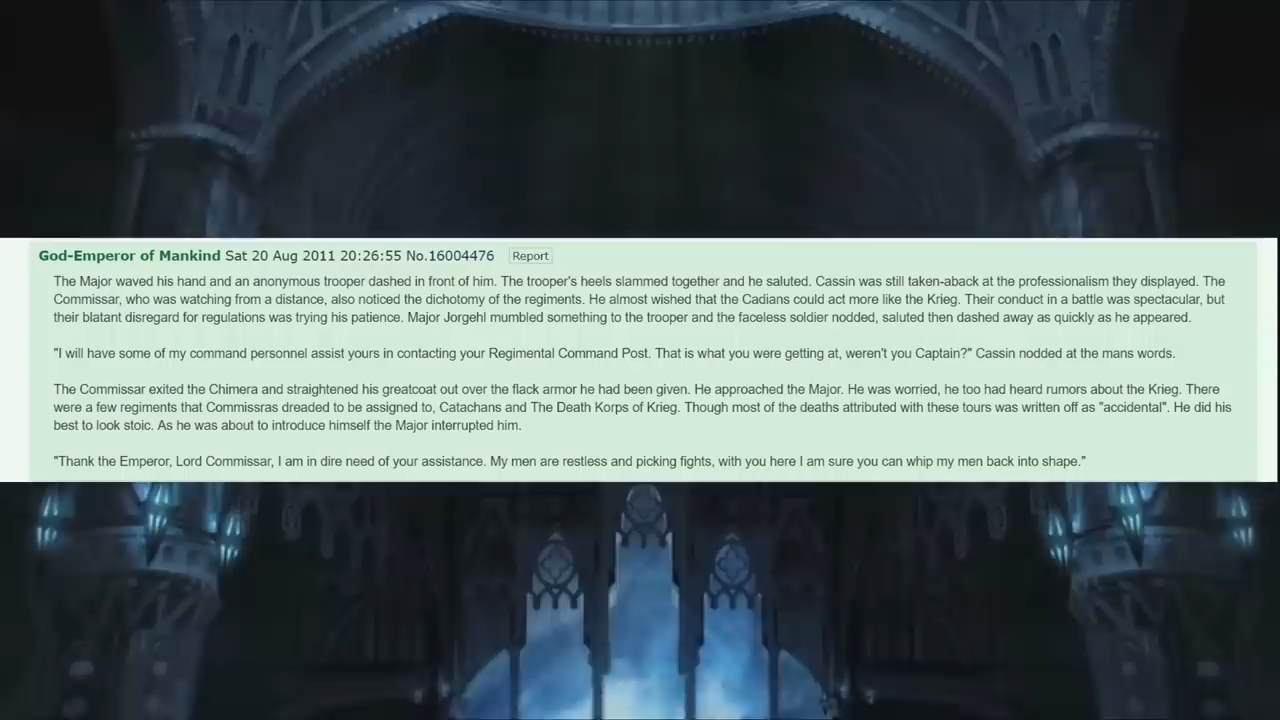 God-Emperor of Mankind Sat 20 Aug 2011 20:26:55 No.16004476 Report
The Major waved his hand and an anonymous trooper dashed in front of him. The trooper's heels slammed together and he saluted. Cassin was still taken-aback at the professionalism they displayed. The
Commissar, who was watching from a distance, also noticed the dichotomy of the regiments. He almost wished that the Cadians could act more like the Krieg. Their conduct in a battle was spectacular, but
their blatant disregard for regulations was trying his patience. Major Jorgehl mumbled something to the trooper and the faceless soldier nodded, saluted then dashed away as quickly as he appeared.
"I will have some of my command personnel assist yours in contacting your Regimental Command Post. That is what you were getting at, weren't you Captain?" Cassin nodded at the mans words.
The Commissar exited the Chimera and straightened his greatcoat out over the flack armor he had been given. He approached the Major. He was worried, he too had heard rumors about the Krieg. There
were a few regiments that Commissras dreaded to be assigned to, Catachans and The Death Korps of Krieg. Though most of the deaths attributed with these tours was written off as "accidental". He did his
best to look stoic. As he was about to introduce himself the Major interrupted him.
"Thank the Emperor, Lord Commissar, I am in dire need of your assistance. My men are restless and picking fights, with you here I am sure you can whip my men back into shape."